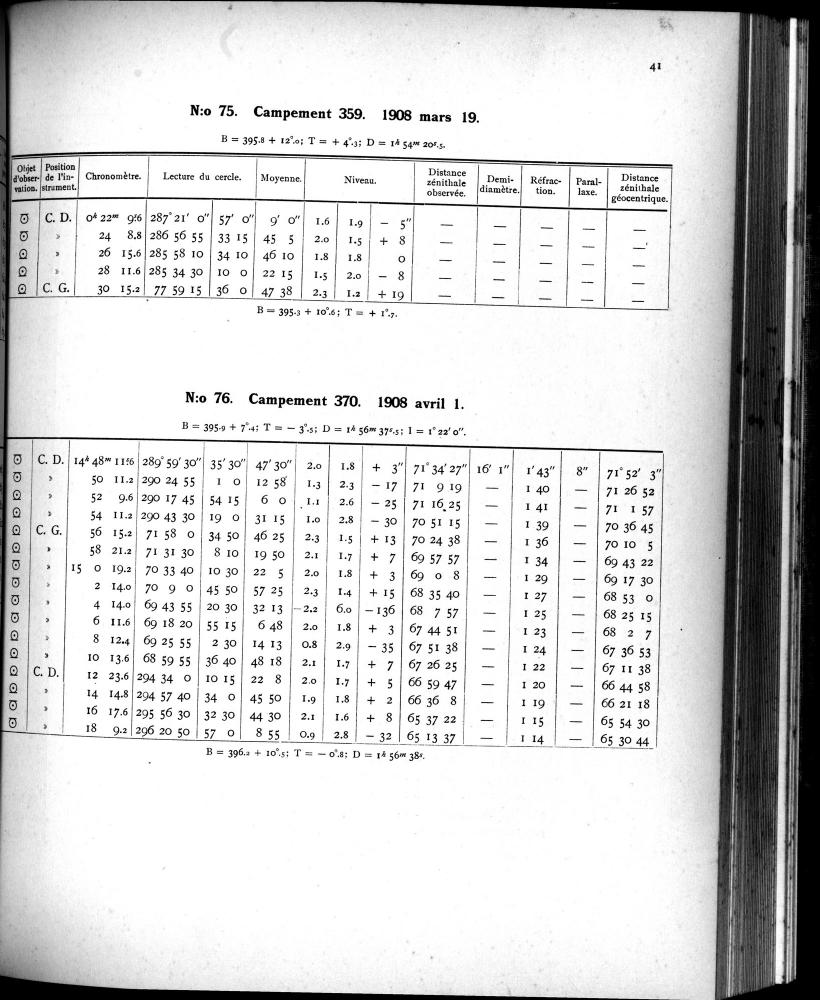 41
N:o 75. Campement 359. 1908 mars 19.
B = 395.8 + 12°.0; T = + 4°.3; D = 1h 54m 20s.5.
Objet d'observation. Position de l'instrument. Chronomètre. Lecture du cercle. Moyenne. Niveau. Distance zénithale observée. Demi-diamètre. Réfraction. Parallaxe. Distance zénithale géocentrique.
C. D. 0h 22m 9s.6 287° 21′ 0″ 57′ 0″ 9′ 0″ 1.6 1.9 − 5″ — — — — —
» 24 8.8 286 56 55 33 15 45 5 2.0 1.5 + 8 — — — — —
» 26 15.6 285 58 10 34 10 46 10 1.8 1.8 0 — — — — —
» 28 11.6 285 34 30 10 0 22 15 1.5 2.0 − 8 — — — — —
C. G. 30 15.2 77 59 15 36 0 47 38 2.3 1.2 + 19 — — — — —
B = 395.3 + 10°.6; T = + 1°.7.
N:o 76. Campement 370. 1908 avril 1.
B = 395.9 + 7°.4; T = − 3°.5; D = 1h 56m 37s.5; I = 1° 22′ 0″.
C. D. 14h 48m 11s.6 289° 59′ 30″ 35′ 30″ 47′ 30″ 2.0 1.8 + 3″ 71° 34′ 27″ 16′ 1″ 1′ 43″ 8″ 71° 52′ 3″
» 50 11.2 290 24 55 1 0 12 58 1.3 2.3 − 17 71 9 19 — 1 40 — 71 26 52
» 52 9.6 290 17 45 54 15 6 0 1.1 2.6 − 25 71 16 25 — 1 41 — 71 1 57
» 54 11.2 290 43 30 19 0 31 15 1.0 2.8 − 30 70 51 15 — 1 39 — 70 36 45
C. G. 56 15.2 71 58 0 34 50 46 25 2.3 1.5 + 13 70 24 38 — 1 36 — 70 10 5
» 58 21.2 71 31 30 8 10 19 50 2.1 1.7 + 7 69 57 57 — 1 34 — 69 43 22
» 15 0 19.2 70 33 40 10 30 22 5 2.0 1.8 + 3 69 0 8 — 1 29 — 69 17 30
» 2 14.0 70 9 0 45 50 57 25 2.3 1.4 + 15 68 35 40 — 1 27 — 68 53 0
» 4 14.0 69 43 55 20 30 32 13 −2.2 6.0 −136 68 7 57 — 1 25 — 68 25 15
» 6 11.6 69 18 20 55 15 6 48 2.0 1.8 + 3 67 44 51 — 1 23 — 68 2 7
» 8 12.4 69 25 55 2 30 14 13 0.8 2.9 − 35 67 51 38 — 1 24 — 67 36 53
» 10 13.6 68 59 55 36 40 48 18 2.1 1.7 + 7 67 26 25 — 1 22 — 67 11 38
C. D. 12 23.6 294 34 0 10 15 22 8 2.0 1.7 + 5 66 59 47 — 1 20 — 66 44 58
» 14 14.8 294 57 40 34 0 45 50 1.9 1.8 + 2 66 36 8 — 1 19 — 66 21 18
» 16 17.6 295 56 30 32 30 44 30 2.1 1.6 + 8 65 37 22 — 1 15 — 65 54 30
» 18 9.2 296 20 50 57 0 8 55 0.9 2.8 − 32 65 13 37 — 1 14 — 65 30 44
B = 396.2 + 10°.5; T = − 0°.8; D = 1h 56m 38s.